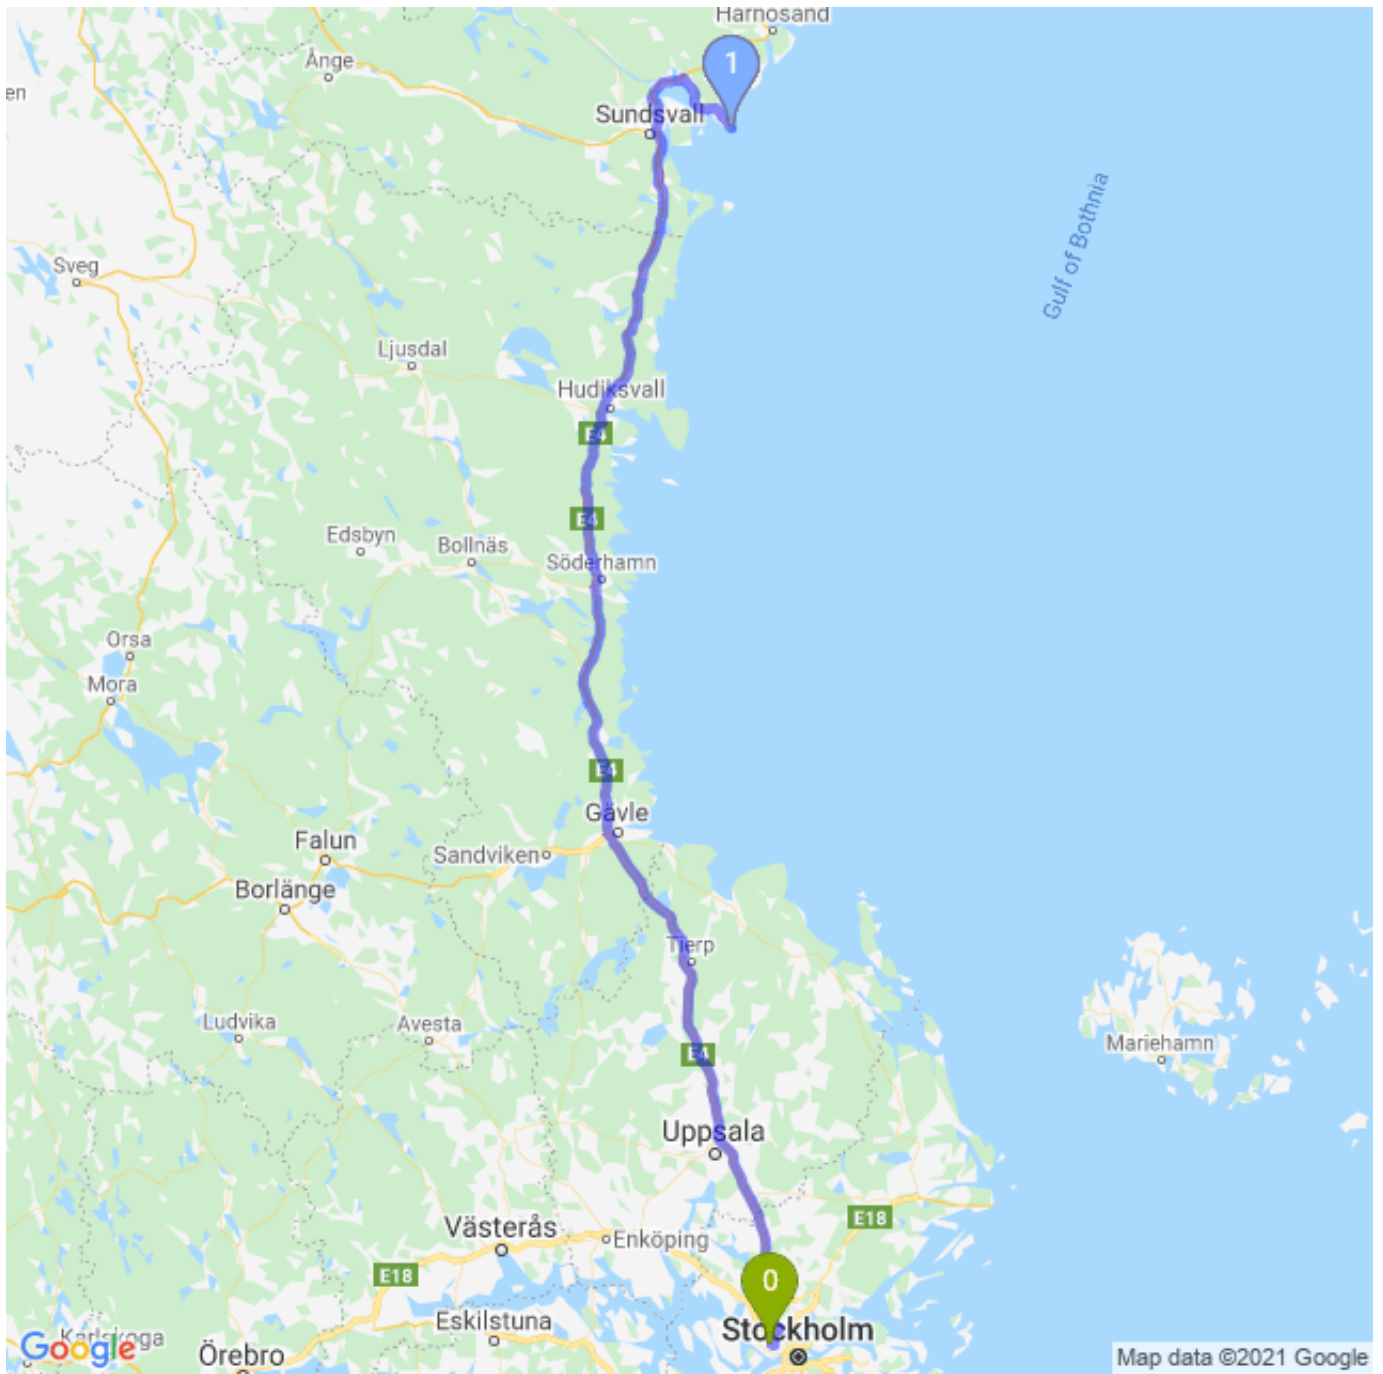 Härnösand
1
Ånge
en
Sundsvall
Gulf of Bothnia
Sveg
Ljusdal
Hudiksvall
E4
E4
Edsbyn
Bollnäs
Söderhamn
Orsa
Mora
E4
Gävle
Falun
Sandviken
Borlänge
Tierp
Ludvika
Avesta
Mariehamn
E4
Uppsala
Västerås
Enköping
E18
E18
0
Eskilstuna
Stockholm
Karlskoga
Google
Örebro
Map data ©2021 Google